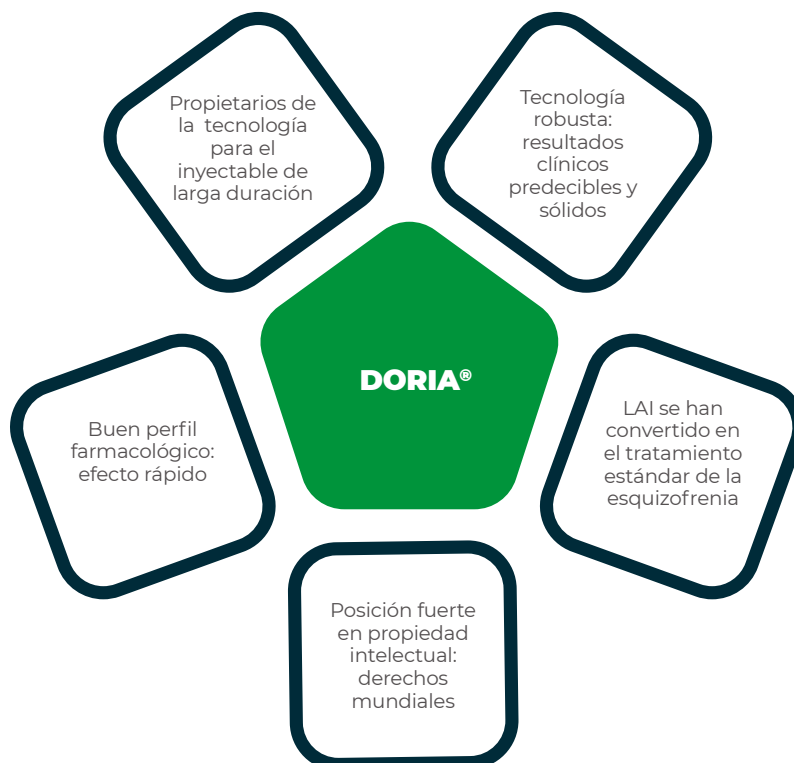 Propietarios de
la tecnología
para el
inyectable de
larga duración
Tecnología
robusta:
resultados
clínicos
predecibles y
sólidos
DORIA®
Buen perfil
farmacológico:
efecto rápido
LAI se han
convertido en
el tratamiento
estándar de la
esquizofrenia
Posición fuerte
en propiedad
intelectual:
derechos
mundiales